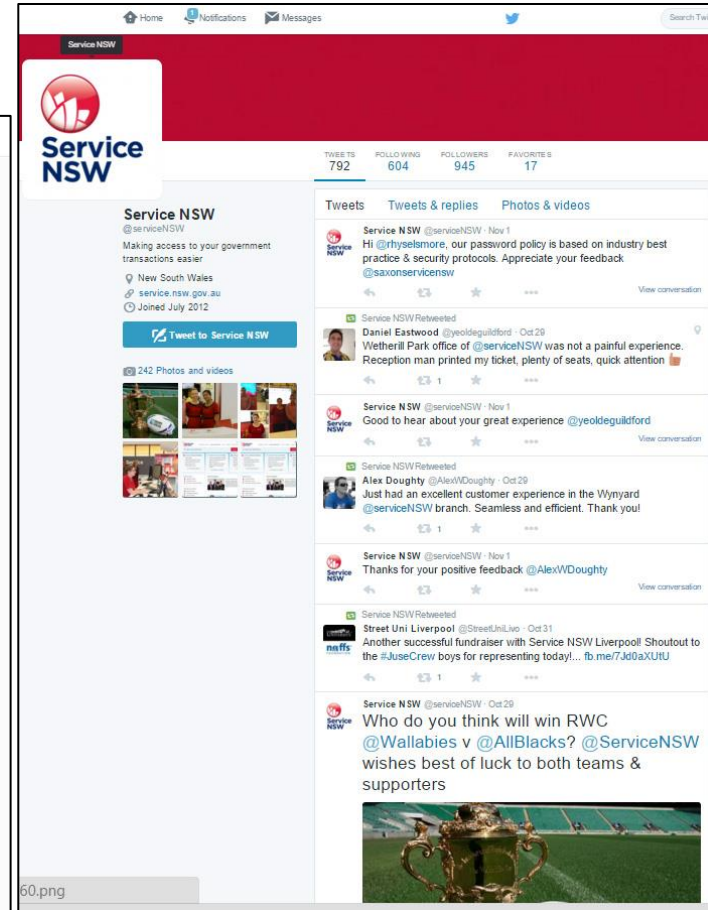 Home
1
Notifications
Messages
Search Twi
Service NSW
Service
NSW
TWEETS
792
FOLLOWING
604
FOLLOWERS
945
FAVORITES
17
Service NSW
@serviceNSW
Making access to your government
transactions easier
New South Wales
service.nsw.gov.au
Joined July 2012
Tweet to Service NSW
242 Photos and videos
Tweets
Tweets & replies
Photos & videos
Service NSW @serviceNSW · Nov 1
Hi @rhyselsmore, our password policy is based on industry best
practice & security protocols. Appreciate your feedback
@saxonservicensw
View conversation
Service NSW Retweeted
Daniel Eastwood @yeoldeguildford · Oct 29
Wetherill Park office of @serviceNSW was not a painful experience.
Reception man printed my ticket, plenty of seats, quick attention
1
Service NSW @serviceNSW · Nov 1
Good to hear about your great experience @yeoldeguildford
View conversation
Service NSW Retweeted
Alex Doughty @AlexWDoughty · Oct 29
Just had an excellent customer experience in the Wynyard
@serviceNSW branch. Seamless and efficient. Thank you!
1
Service NSW @serviceNSW · Nov 1
Thanks for your positive feedback @AlexWDoughty
View conversation
Service NSW Retweeted
Street Uni Liverpool @StreetUniLivo · Oct 31
Another successful fundraiser with Service NSW Liverpool! Shoutout to
the #JuseCrew boys for representing today!... fb.me/7Jd0aXUtU
1
Service NSW @serviceNSW · Oct 29
Who do you think will win RWC
@Wallabies v @AllBlacks? @ServiceNSW
wishes best of luck to both teams &
supporters
60.png